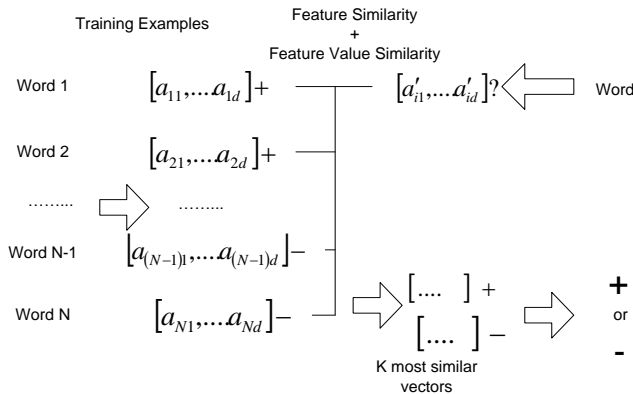 Training Examples
Feature Similarity
+
Feature Value Similarity
Word 1 [a₁₁,....a₁d]+ [a′ᵢ₁,....a′id]? Word
Word 2 [a₂₁,....a₂d]+
……... ……...
Word N-1 [a₍N₋₁₎₁,....a₍N₋₁₎d]−
Word N [aN₁,....aNd]−
[.... ] +
[.... ] −
K most similar
vectors
+
or
-